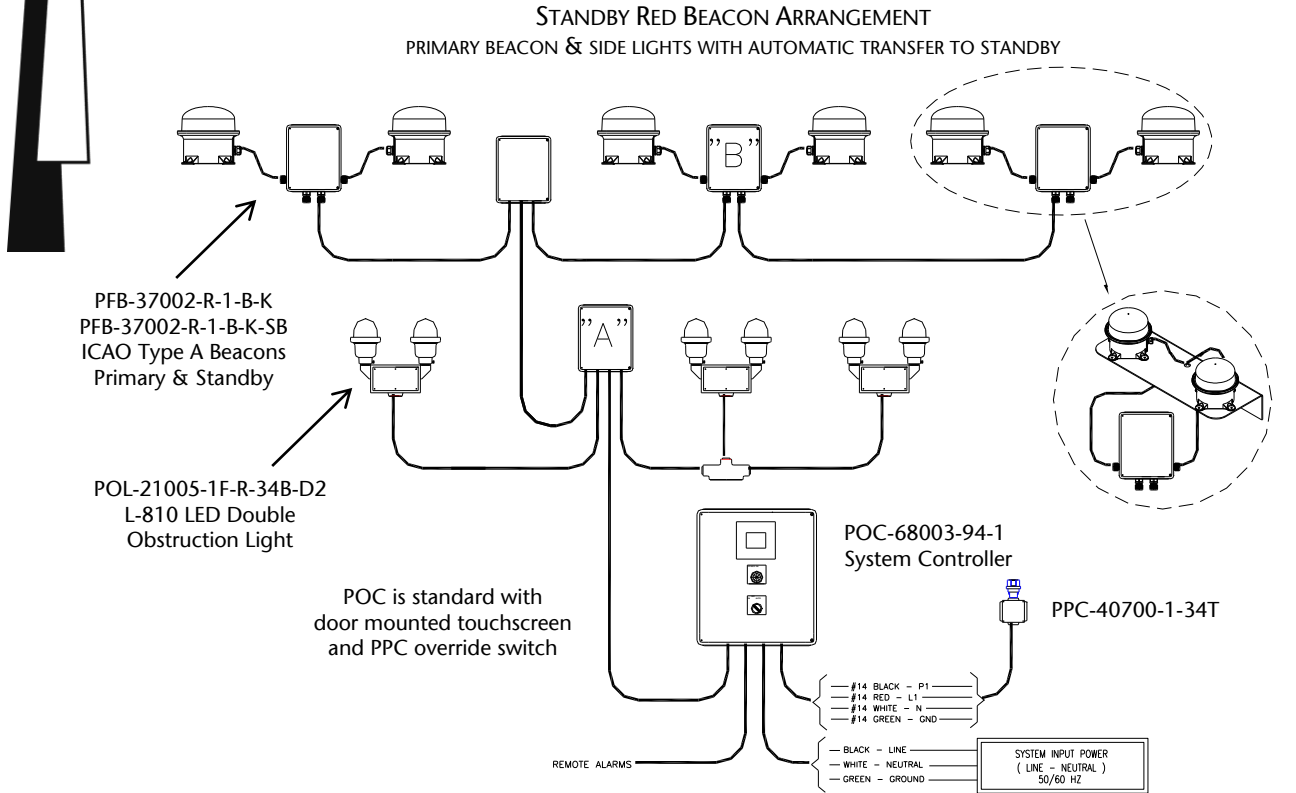 STANDBY RED BEACON ARRANGEMENT
PRIMARY BEACON & SIDE LIGHTS WITH AUTOMATIC TRANSFER TO STANDBY
"B"
PFB-37002-R-1-B-K
PFB-37002-R-1-B-K-SB
ICAO Type A Beacons
Primary & Standby
"A"
POL-21005-1F-R-34B-D2
L-810 LED Double
Obstruction Light
POC-68003-94-1
System Controller
POC is standard with
door mounted touchscreen
and PPC override switch
PPC-40700-1-34T
#14 BLACK - P1
#14 RED - L1
#14 WHITE - N
#14 GREEN - GND
REMOTE ALARMS
BLACK - LINE
WHITE - NEUTRAL
GREEN - GROUND
SYSTEM INPUT POWER
( LINE - NEUTRAL )
50/60 HZ